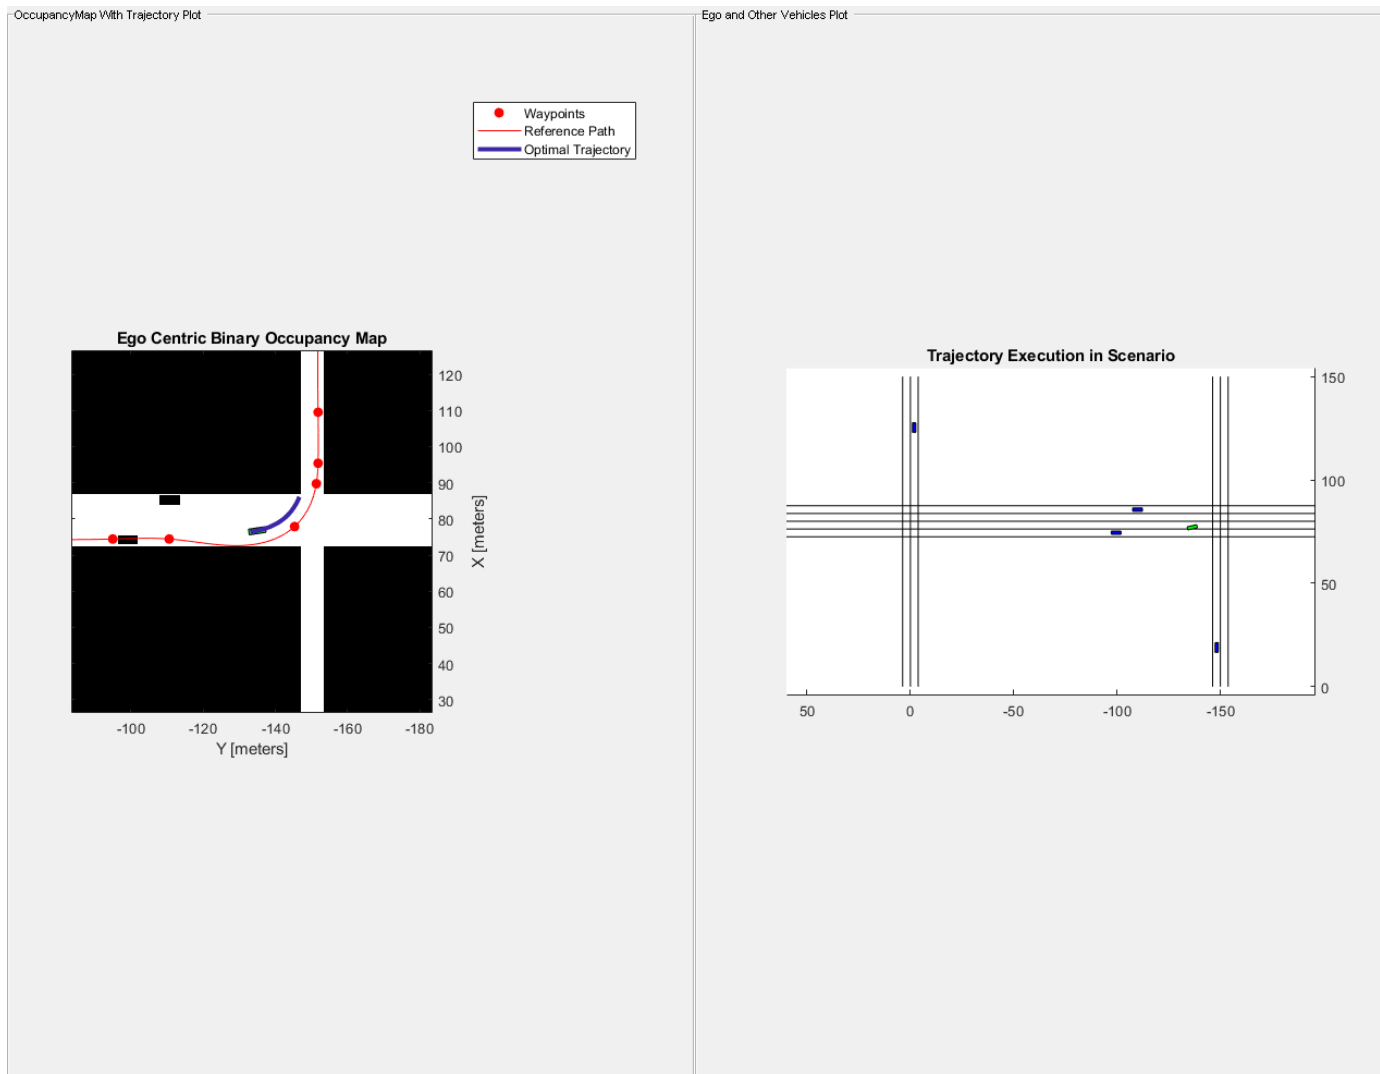 OccupancyMap With Trajectory Plot
Waypoints
Reference Path
Optimal Trajectory
Ego Centric Binary Occupancy Map
120
110
100
90
80
70
60
50
40
30
X [meters]
-100 -120 -140 -160 -180
Y [meters]
Ego and Other Vehicles Plot
Trajectory Execution in Scenario
150
100
50
0
50 0 -50 -100 -150